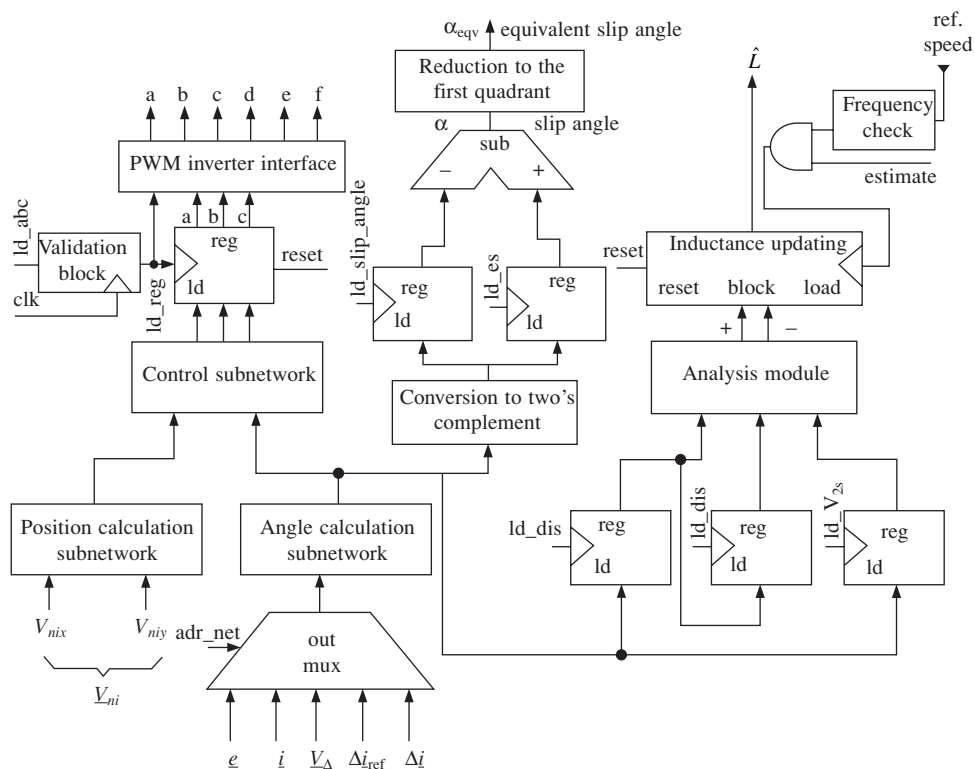 α_eqv equivalent slip angle
ref. speed
Reduction to the first quadrant
L̂
a b c d e f
Frequency check
α slip angle
PWM inverter interface
sub
− +
estimate
a b c
ld_abc
Validation block
reg
ld
reset
clk
ld_reg
ld_slip_angle
reg
ld
ld_es
reg
ld
reset
Inductance updating
reset block load
+ −
Control subnetwork
Conversion to two's complement
Analysis module
Position calculation subnetwork
Angle calculation subnetwork
ld_dis
reg
ld
ld_dis
reg
ld
ld_V_2s
reg
ld
V_nix V_niy
adr_net
out
mux
V_ni
e i V_Δ Δi_ref Δi